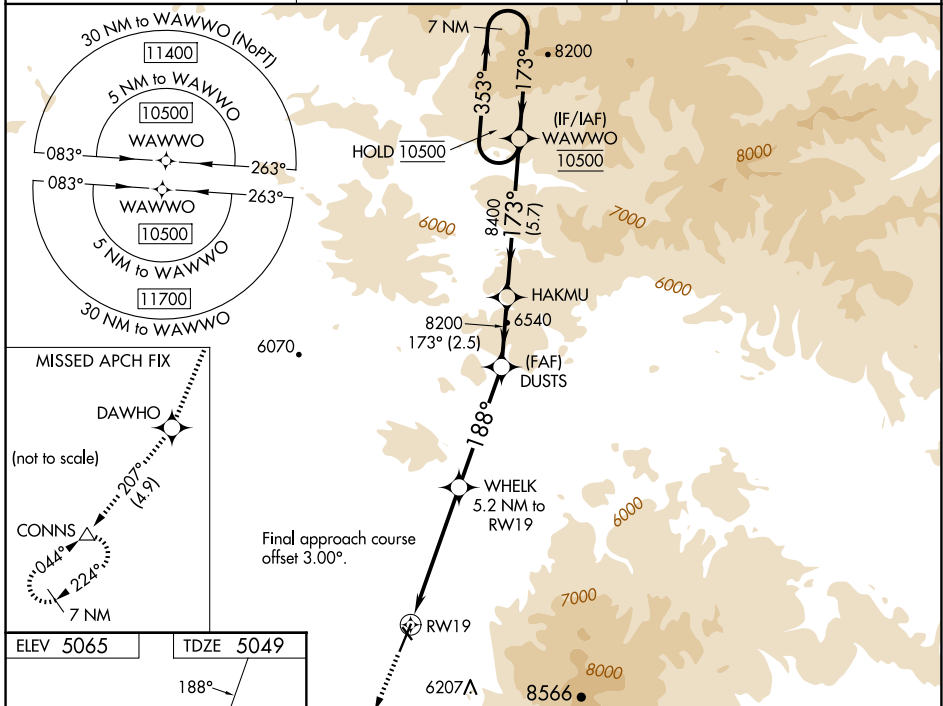 30 NM to WAWWO (NoPT)
11400
5 NM to WAWWO
10500
WAWWO
083°
263°
083°
263°
WAWWO
10500
5 NM to WAWWO
11700
30 NM to WAWWO
7 NM
8200
353°
173°
(IF/IAF)
WAWWO
10500
HOLD 10500
8000
8400
173°
(5.7)
6000
7000
6000
HAKMU
8200
173° (2.5)
6540
6070
(FAF)
DUSTS
188°
WHELK
5.2 NM to
RW19
6000
Final approach course
offset 3.00°.
7000
RW19
8000
6207
8566
MISSED APCH FIX
DAWHO
(not to scale)
207°
(4.9)
CONNS
044°
224°
7 NM
ELEV 5065
TDZE 5049
188°